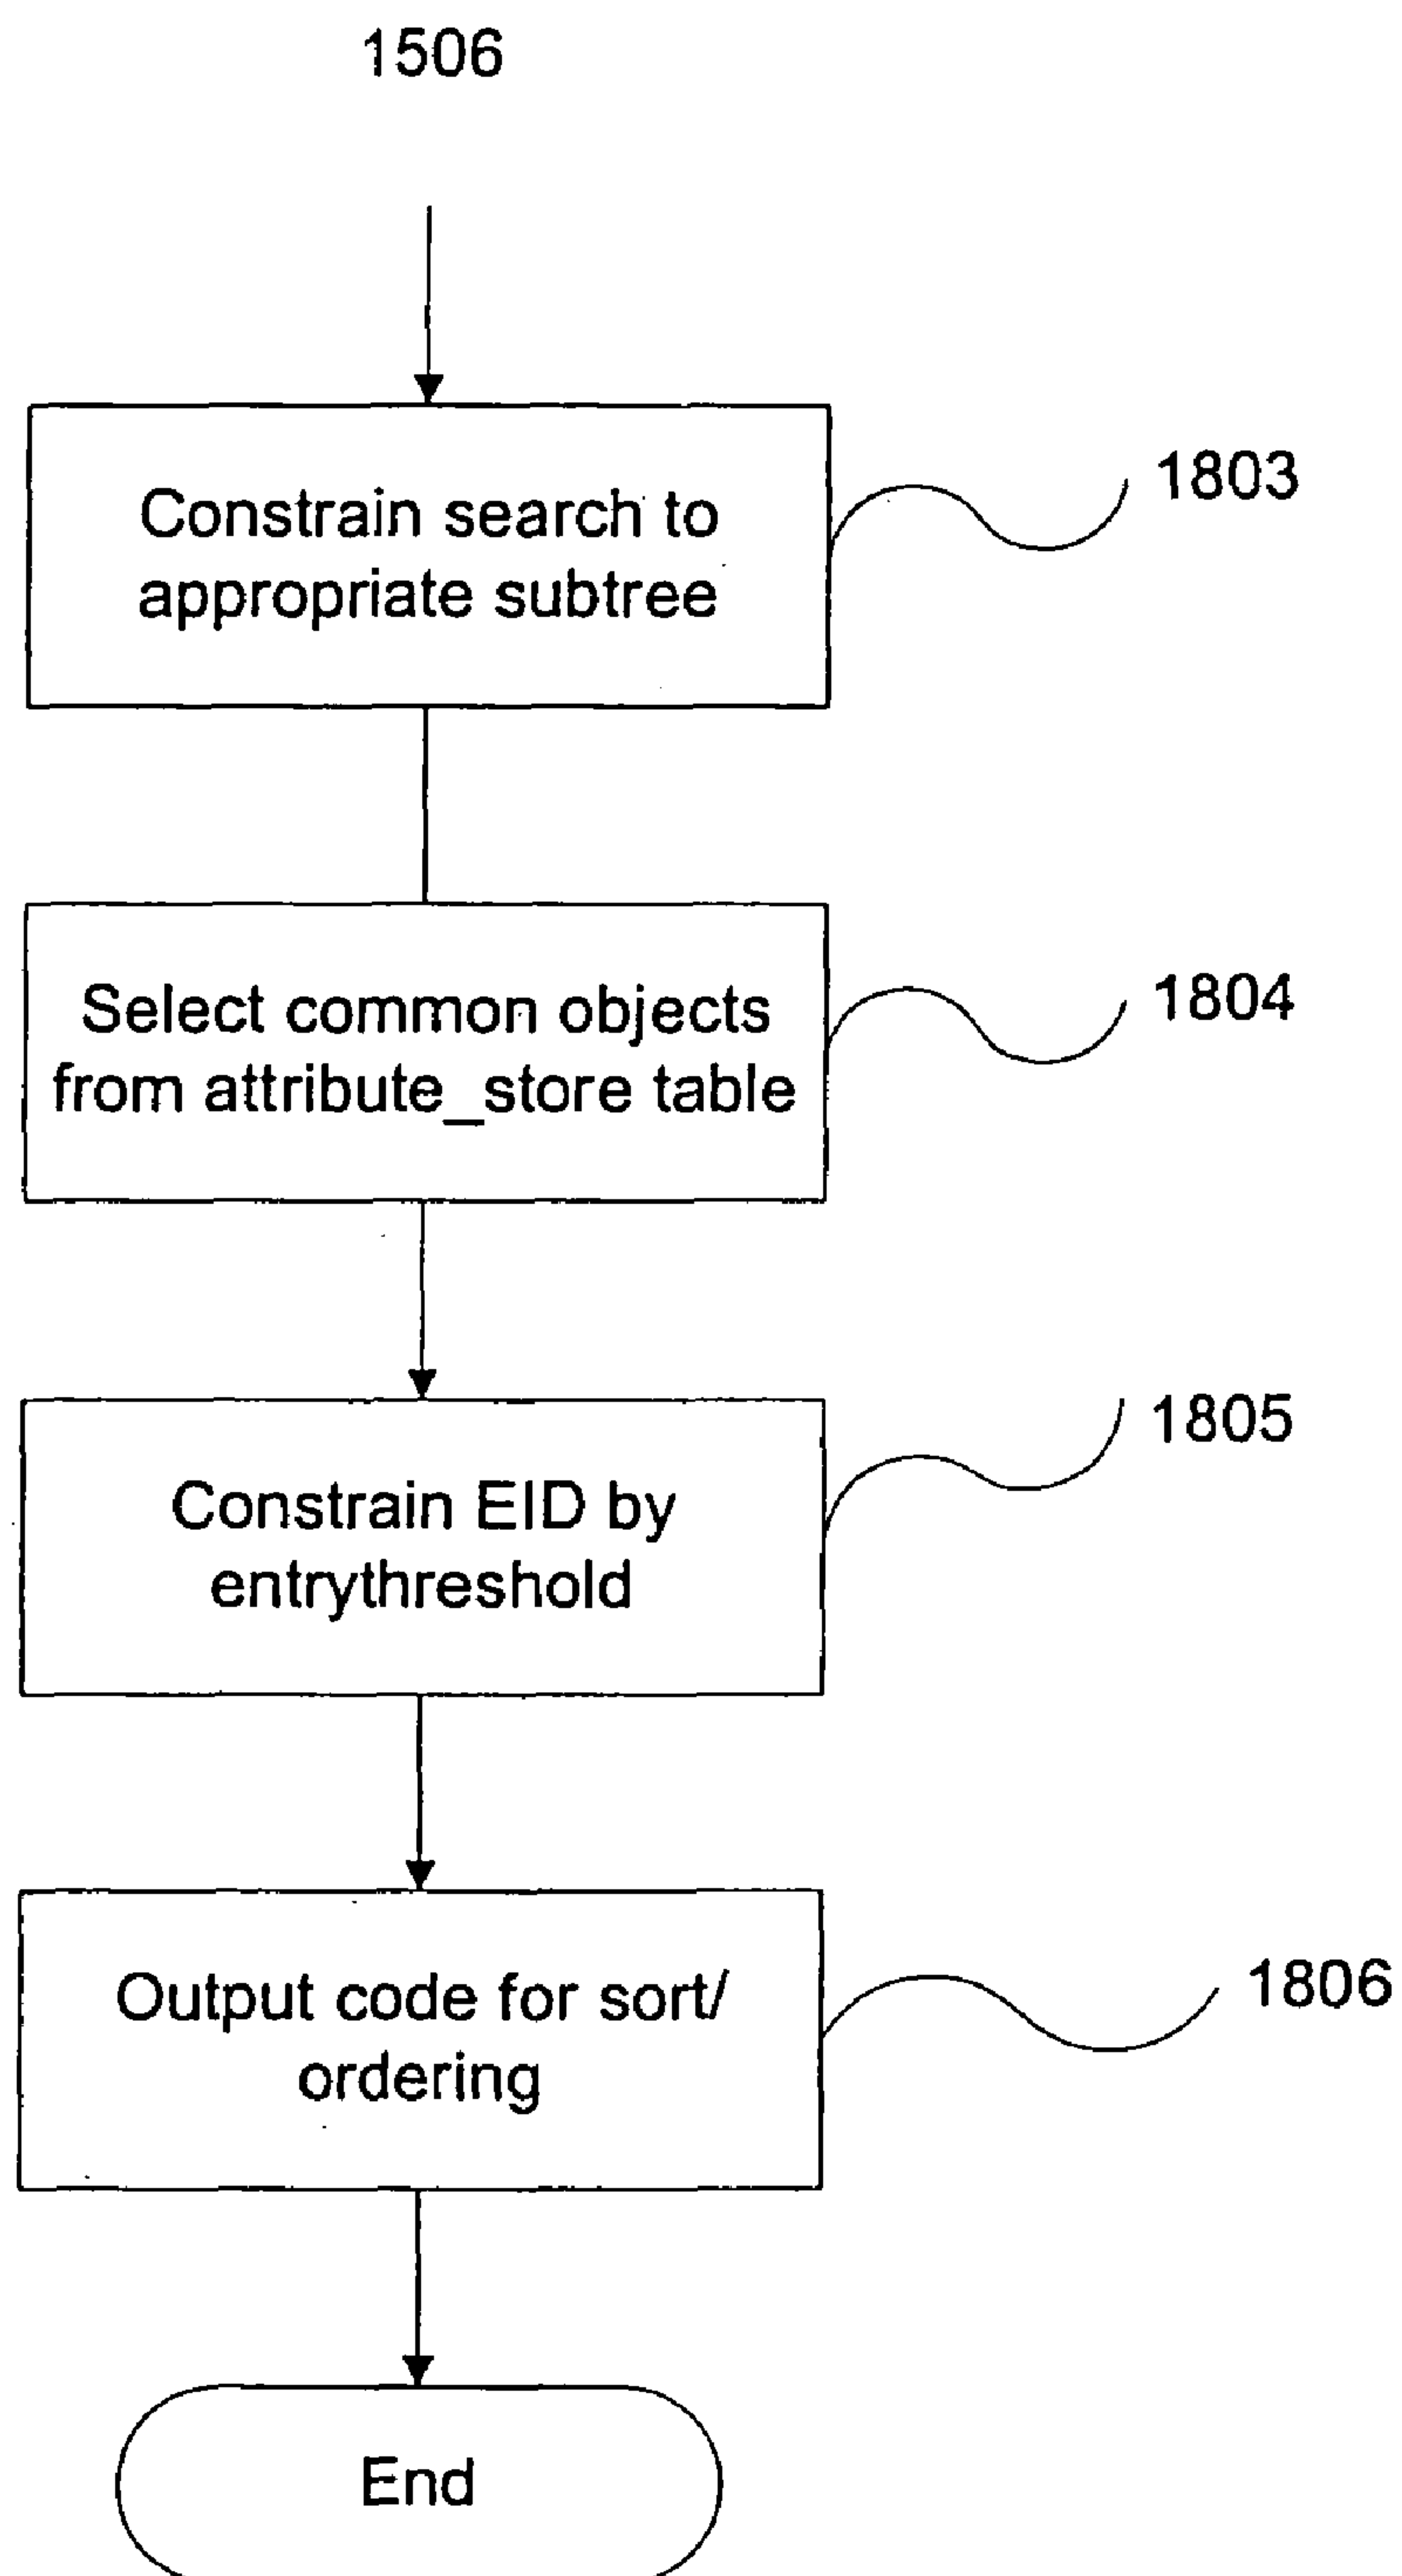 1506
Constrain search to
appropriate subtree
1803
Select common objects
from attribute_store table
1804
Constrain EID by
entrythreshold
1805
Output code for sort/
ordering
1806
End